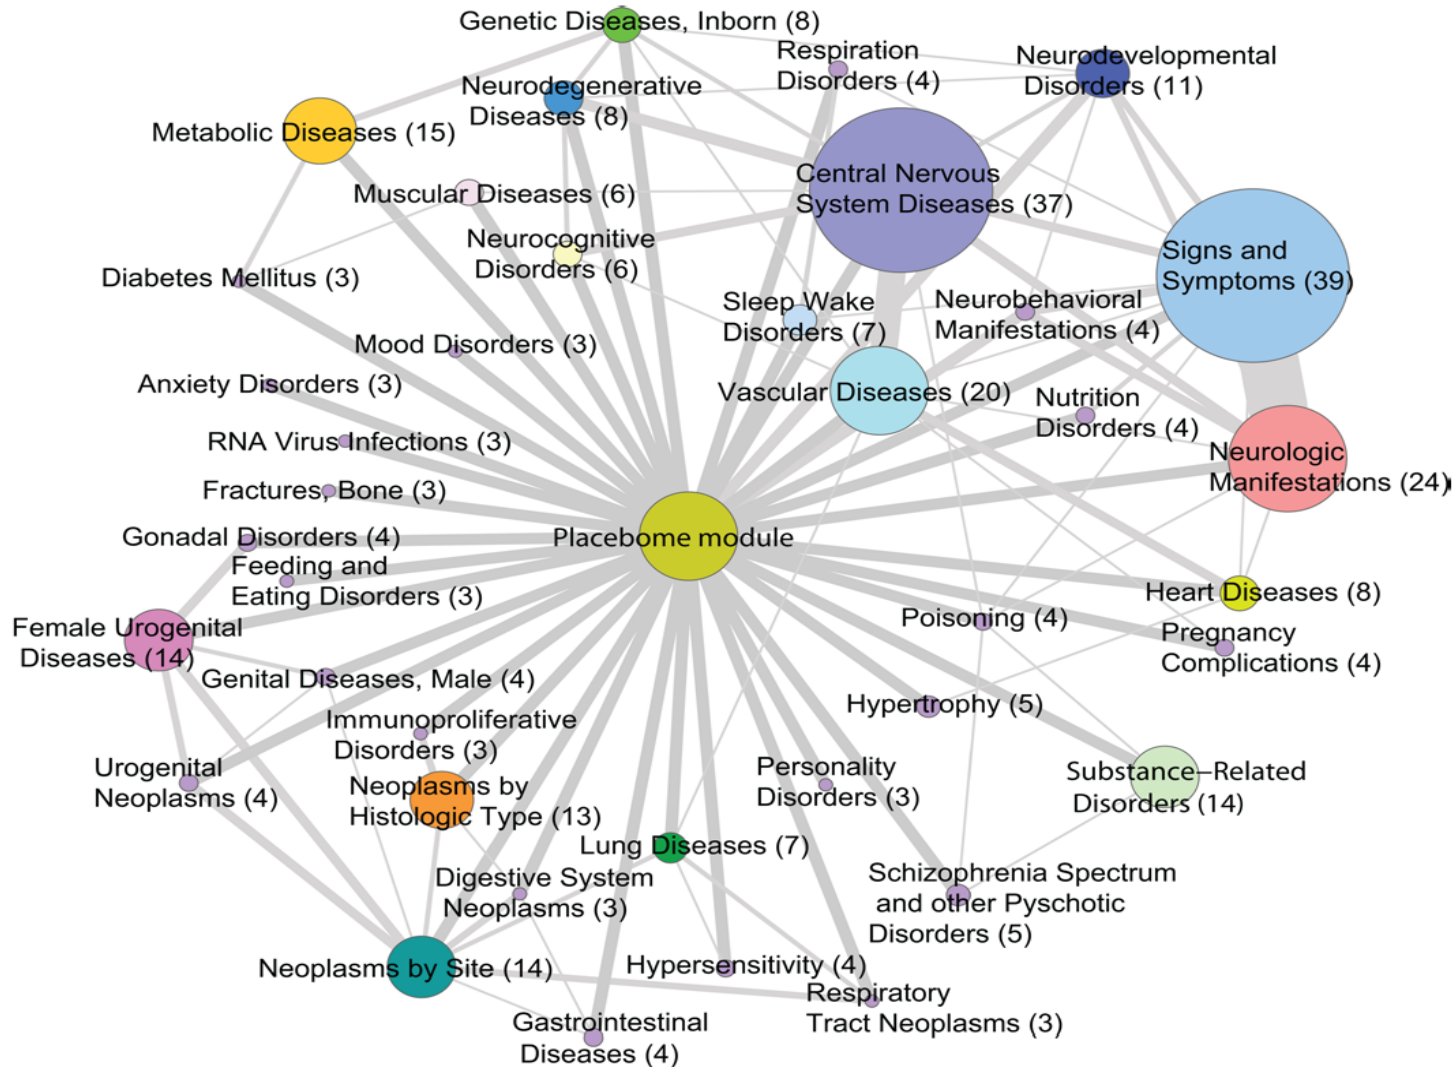 Genetic Diseases, Inborn (8)
Respiration
Disorders (4)
Neurodevelopmental
Disorders (11)
Neurodegenerative
Diseases (8)
Metabolic Diseases (15)
Central Nervous
System Diseases (37)
Muscular Diseases (6)
Neurocognitive
Disorders (6)
Signs and
Symptoms (39)
Diabetes Mellitus (3)
Sleep Wake
Disorders (7)
Neurobehavioral
Manifestations (4)
Mood Disorders (3)
Anxiety Disorders (3)
Vascular Diseases (20)
Nutrition
Disorders (4)
RNA Virus Infections (3)
Neurologic
Manifestations (24)
Fractures, Bone (3)
Gonadal Disorders (4)
Placebome module
Feeding and
Eating Disorders (3)
Heart Diseases (8)
Poisoning (4)
Female Urogenital
Diseases (14)
Pregnancy
Complications (4)
Genital Diseases, Male (4)
Hypertrophy (5)
Immunoproliferative
Disorders (3)
Urogenital
Neoplasms (4)
Personality
Disorders (3)
Substance–Related
Disorders (14)
Neoplasms by
Histologic Type (13)
Lung Diseases (7)
Digestive System
Neoplasms (3)
Schizophrenia Spectrum
and other Pyschotic
Disorders (5)
Neoplasms by Site (14)
Hypersensitivity (4)
Respiratory
Tract Neoplasms (3)
Gastrointestinal
Diseases (4)